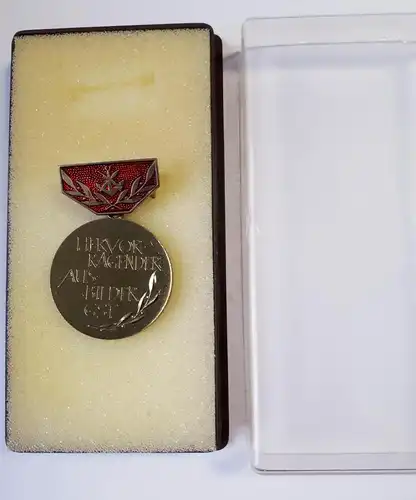 HERVOR-
RAGENDER
AUS-
BILDER
GST